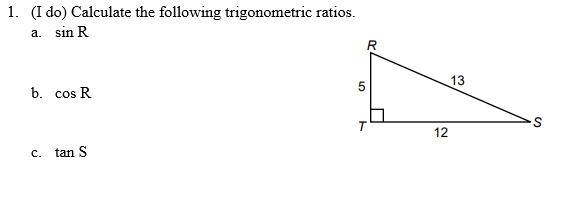 1. (I do) Calculate the following trigonometric ratios.
a. sin R
R
13
5
b. cos R
T
S
12
c. tan S